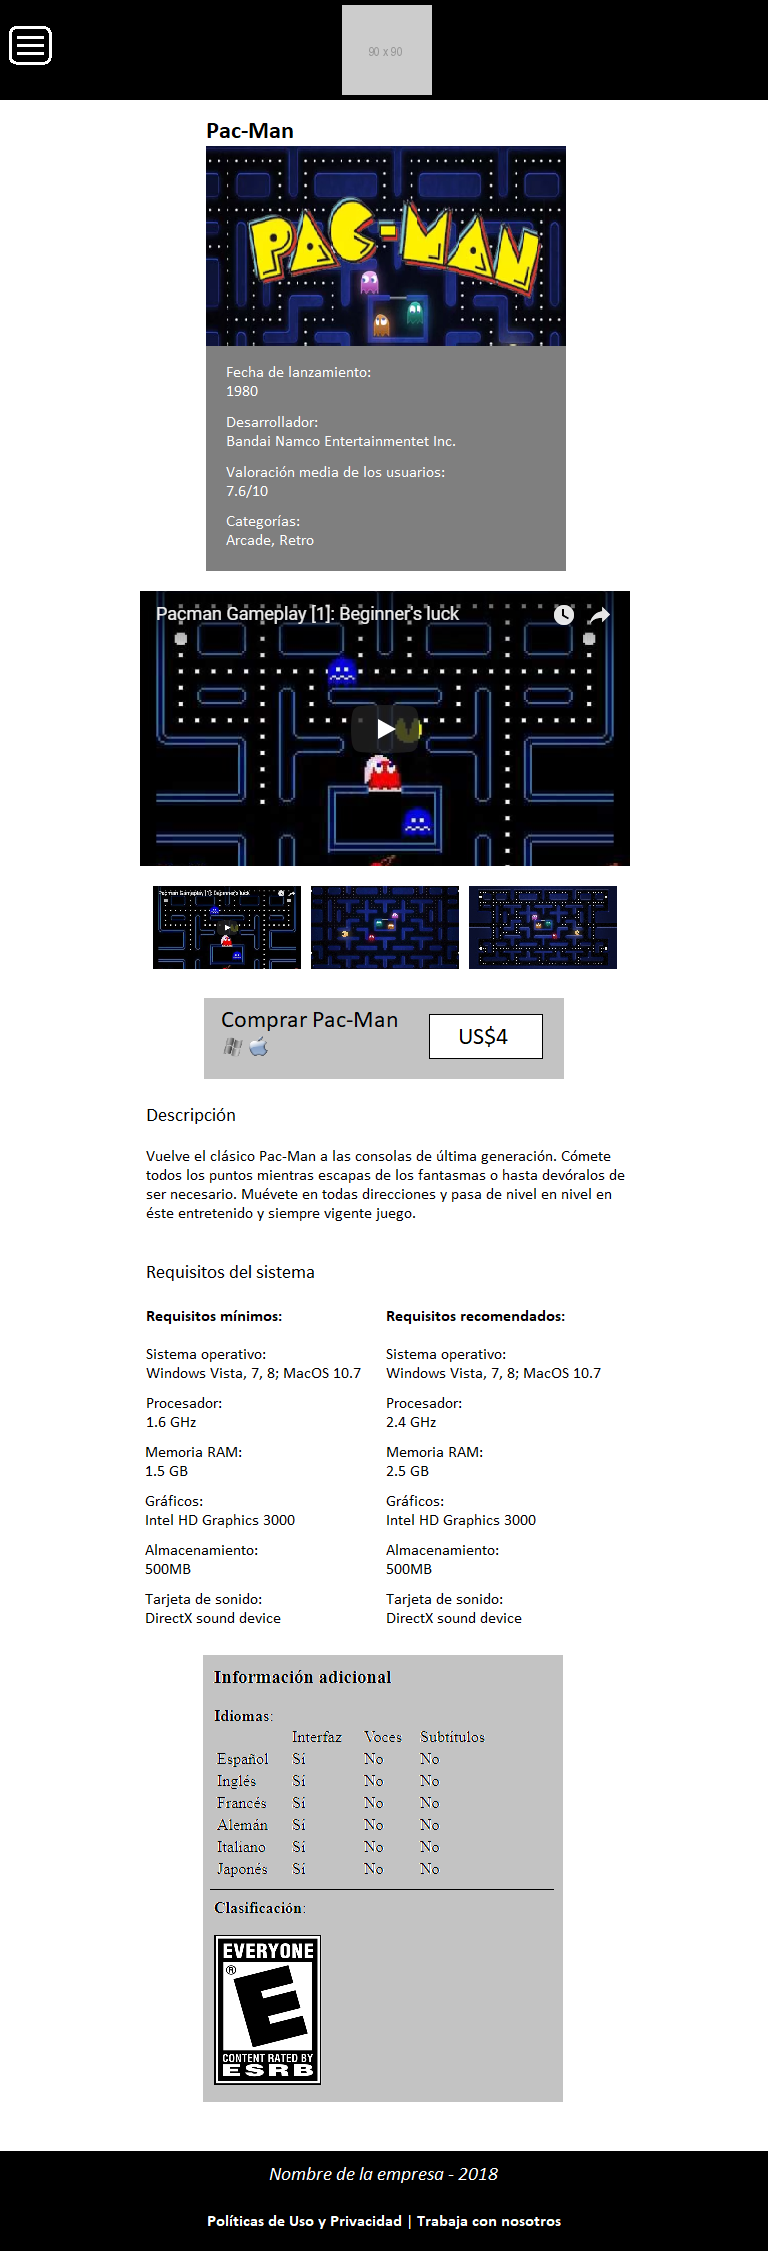 90 x 90
Pac-Man
PAC-MAN
Fecha de lanzamiento:
1980
Desarrollador:
Bandai Namco Entertainmentet Inc.
Valoración media de los usuarios:
7.6/10
Categorías:
Arcade, Retro
Pacman Gameplay [1]: Beginner's luck
Pacman Gameplay [1]: Beginner's luck
Comprar Pac-Man
US$4
Descripción
Vuelve el clásico Pac-Man a las consolas de última generación. Cómete
todos los puntos mientras escapas de los fantasmas o hasta devóralos de
ser necesario. Muévete en todas direcciones y pasa de nivel en nivel en
éste entretenido y siempre vigente juego.
Requisitos del sistema
Requisitos mínimos:
Sistema operativo:
Windows Vista, 7, 8; MacOS 10.7
Procesador:
1.6 GHz
Memoria RAM:
1.5 GB
Gráficos:
Intel HD Graphics 3000
Almacenamiento:
500MB
Tarjeta de sonido:
DirectX sound device
Requisitos recomendados:
Sistema operativo:
Windows Vista, 7, 8; MacOS 10.7
Procesador:
2.4 GHz
Memoria RAM:
2.5 GB
Gráficos:
Intel HD Graphics 3000
Almacenamiento:
500MB
Tarjeta de sonido:
DirectX sound device
Información adicional
Idiomas:
Interfaz Voces Subtítulos
Español Sí No No
Inglés Sí No No
Francés Sí No No
Alemán Sí No No
Italiano Sí No No
Japonés Sí No No
Clasificación:
EVERYONE
®
E
CONTENT RATED BY
ESRB
Nombre de la empresa - 2018
Políticas de Uso y Privacidad | Trabaja con nosotros